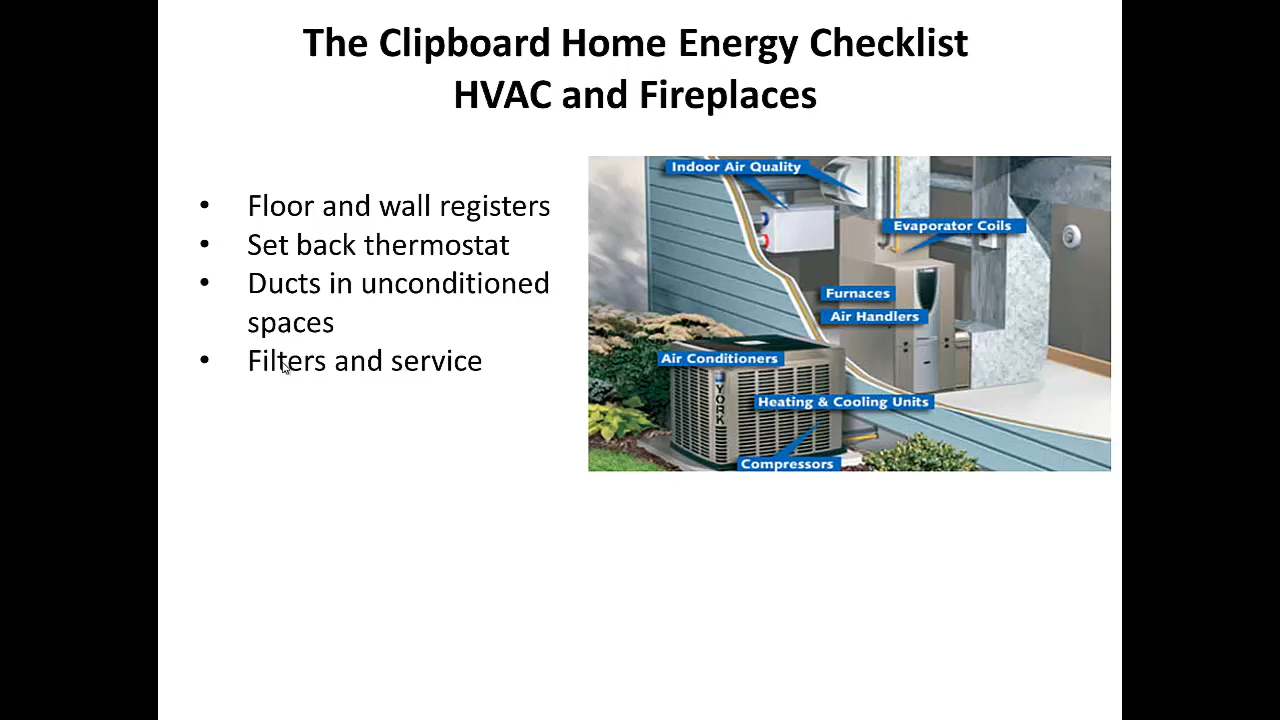 The Clipboard Home Energy Checklist
HVAC and Fireplaces
• Floor and wall registers
• Set back thermostat
• Ducts in unconditioned
spaces
• Filters and service
Indoor Air Quality
Evaporator Coils
Furnaces
Air Handlers
Air Conditioners
YORK
Heating & Cooling Units
Compressors